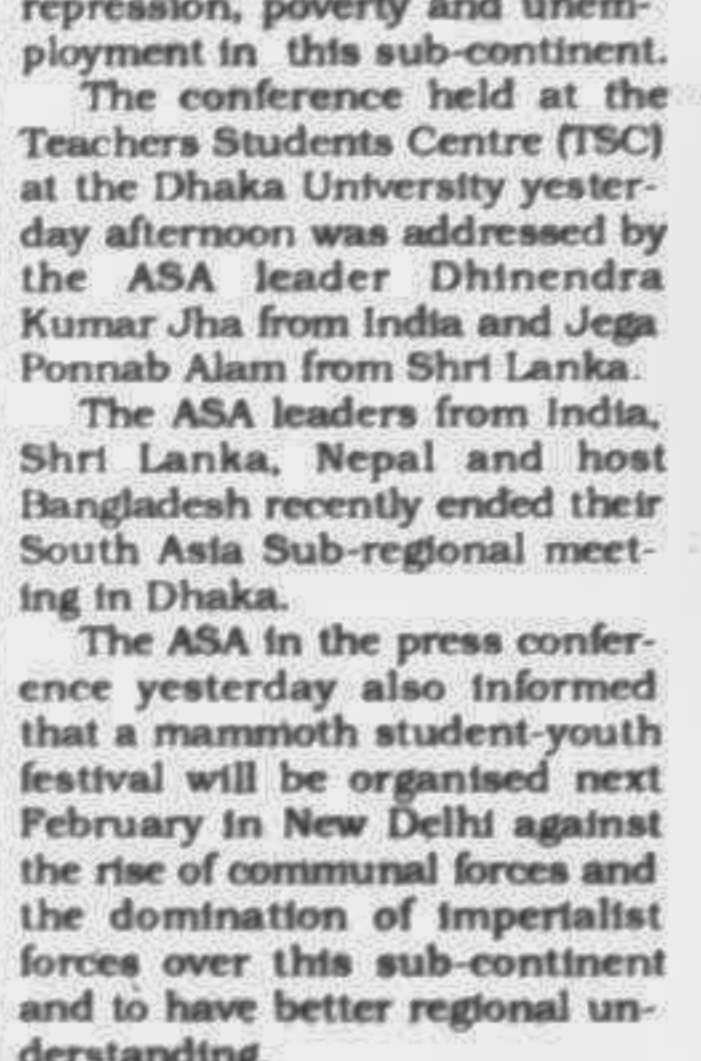 repression, poverty and unem-
ployment in this sub-continent.
The conference held at the
Teachers Students Centre (TSC)
at the Dhaka University yester-
day afternoon was addressed by
the ASA leader Dhinendra
Kumar Jha from India and Jega
Ponnab Alam from Shri Lanka.
The ASA leaders from India,
Shri Lanka, Nepal and host
Bangladesh recently ended their
South Asia Sub-regional meet-
ing in Dhaka.
The ASA in the press confer-
ence yesterday also informed
that a mammoth student-youth
festival will be organised next
February in New Delhi against
the rise of communal forces and
the domination of imperialist
forces over this sub-continent
and to have better regional un-
derstanding